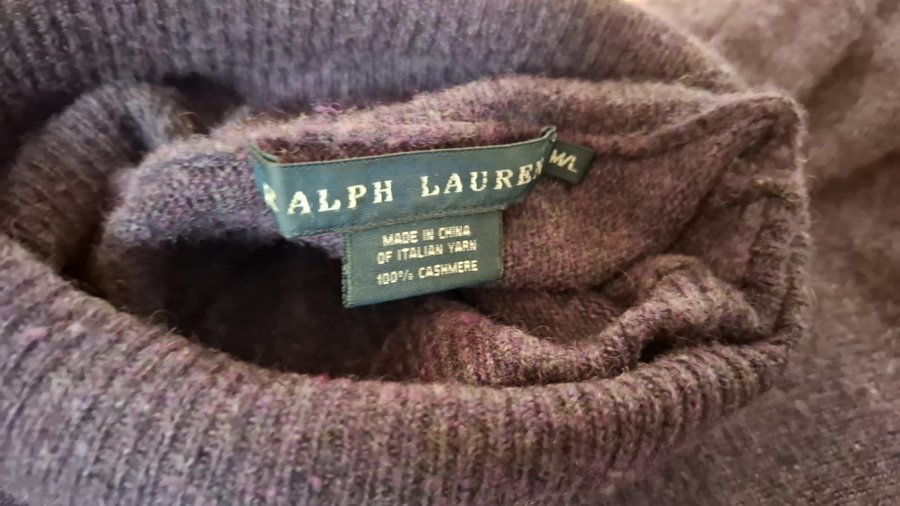 RALPH LAUREN
M/L
MADE IN CHINA
OF ITALIAN YARN
100% CASHMERE